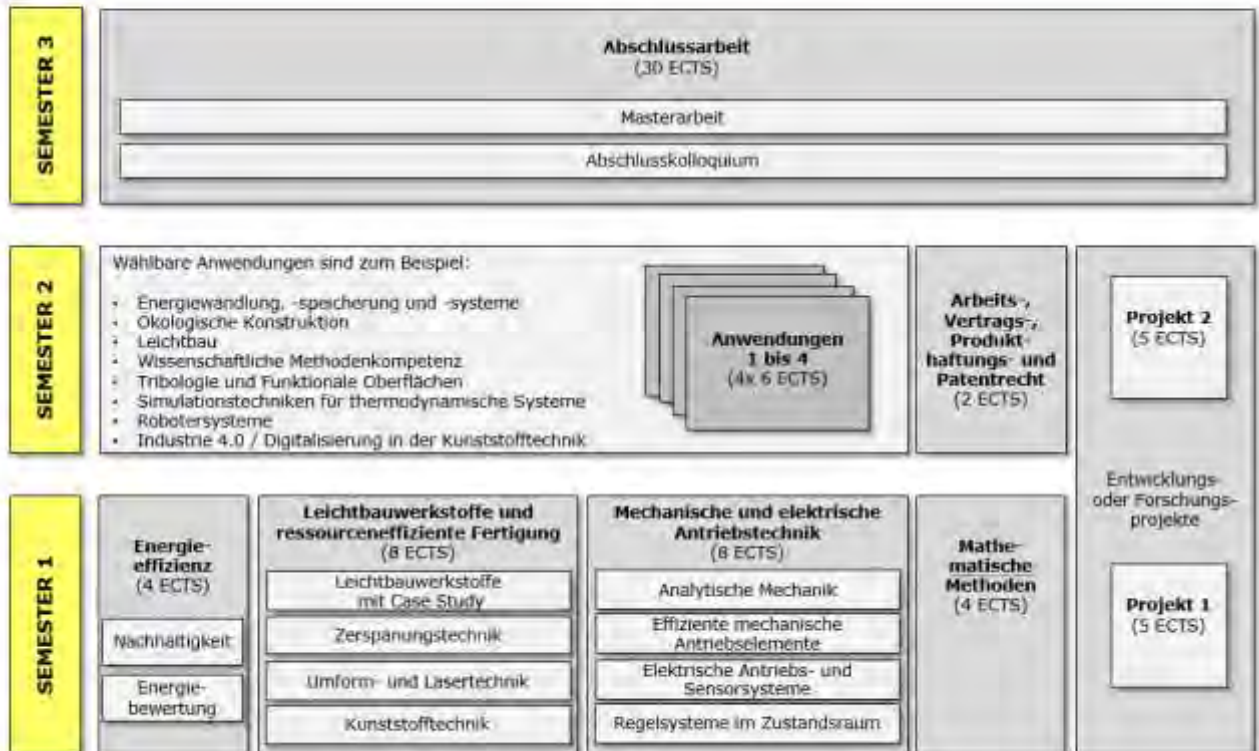 SEMESTER 3
Abschlussarbeit
(30 ECTS)
Masterarbeit
Abschlusskolloquium
SEMESTER 2
Wählbare Anwendungen sind zum Beispiel:
• Energiewandlung, -speicherung und -systeme
• Ökologische Konstruktion
• Leichtbau
• Wissenschaftliche Methodenkompetenz
• Tribologie und Funktionale Oberflächen
• Simulationstechniken für thermodynamische Systeme
• Robotersysteme
• Industrie 4.0 / Digitalisierung in der Kunststofftechnik
Anwendungen
1 bis 4
(4x 6 ECTS)
Arbeits-,
Vertrags-,
Produkt-
haftungs- und
Patentrecht
(2 ECTS)
Projekt 2
(5 ECTS)
Entwicklungs-
oder Forschungs-
projekte
Projekt 1
(5 ECTS)
SEMESTER 1
Energie-
effizienz
(4 ECTS)
Nachhaltigkeit
Energie-
bewertung
Leichtbauwerkstoffe und
ressourceneffiziente Fertigung
(8 ECTS)
Leichtbauwerkstoffe
mit Case Study
Zerspanungstechnik
Umform- und Lasertechnik
Kunststofftechnik
Mechanische und elektrische
Antriebstechnik
(8 ECTS)
Analytische Mechanik
Effiziente mechanische
Antriebselemente
Elektrische Antriebs- und
Sensorsysteme
Regelsysteme im Zustandsraum
Mathe-
matische
Methoden
(4 ECTS)